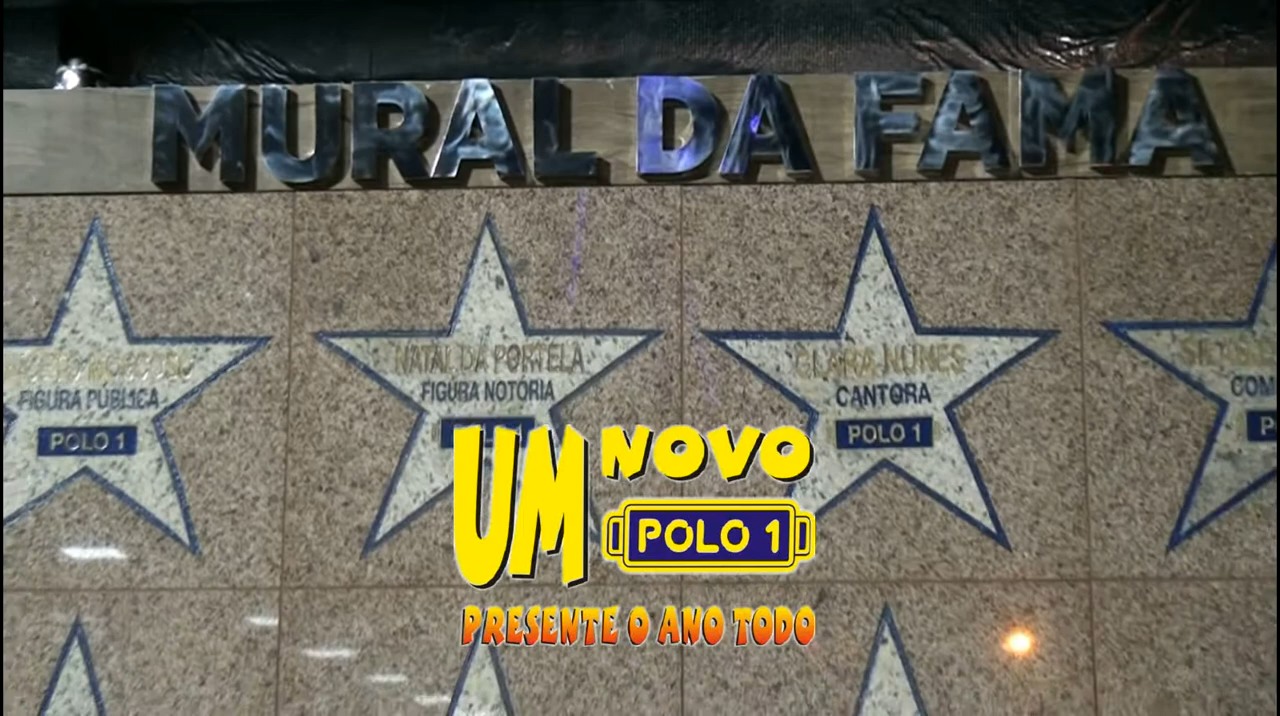 MURAL DA FAMA
FIGURA PÚBLICA
POLO 1
NATAL DA PORTELA
FIGURA NOTÓRIA
CLARA NUNES
CANTORA
POLO 1
UM NOVO
POLO 1
PRESENTE O ANO TODO